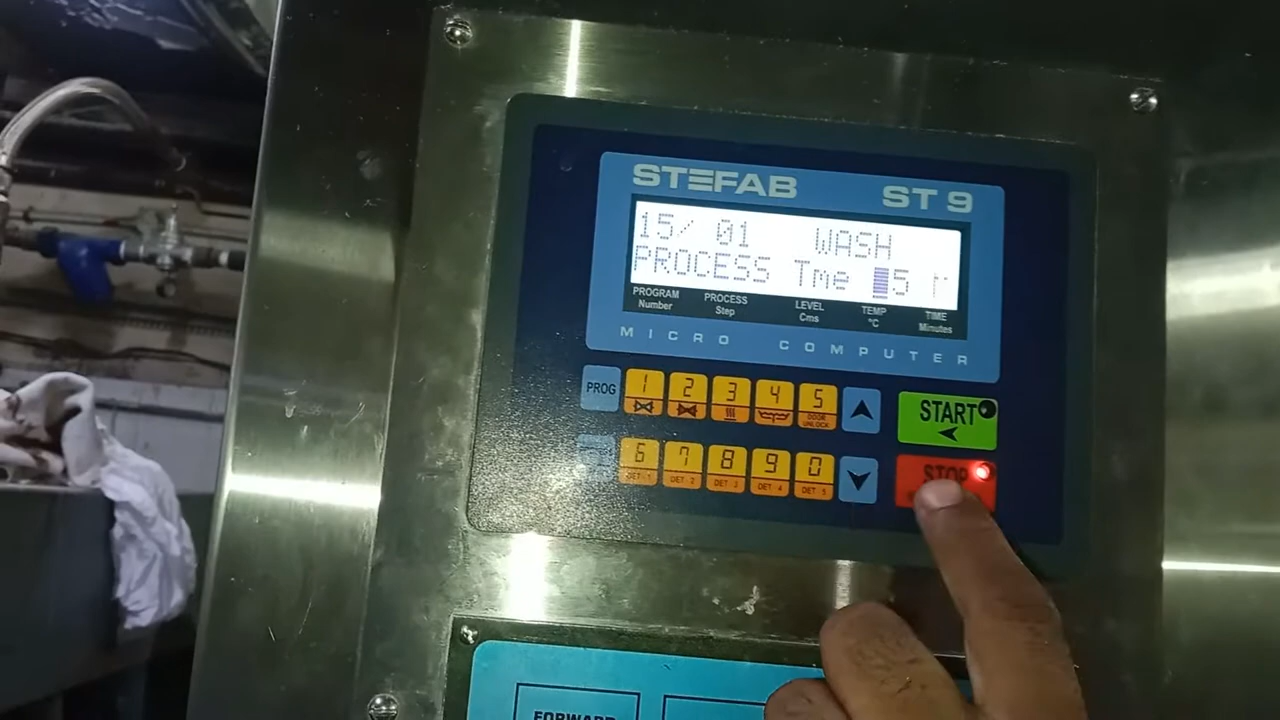 STEFAB ST 9
15/ 01 WASH
PROCESS Tme 5
PROGRAM Number
PROCESS Step
LEVEL Cms
TEMP °C
TIME Minutes
MICRO COMPUTER
PROG 1 2 3 4 5 START
DOOR UNLOCK
6 7 8 9 0 STOP
DET - 1 DET - 2 DET - 3 DET - 4 DET - 5
FORWARD